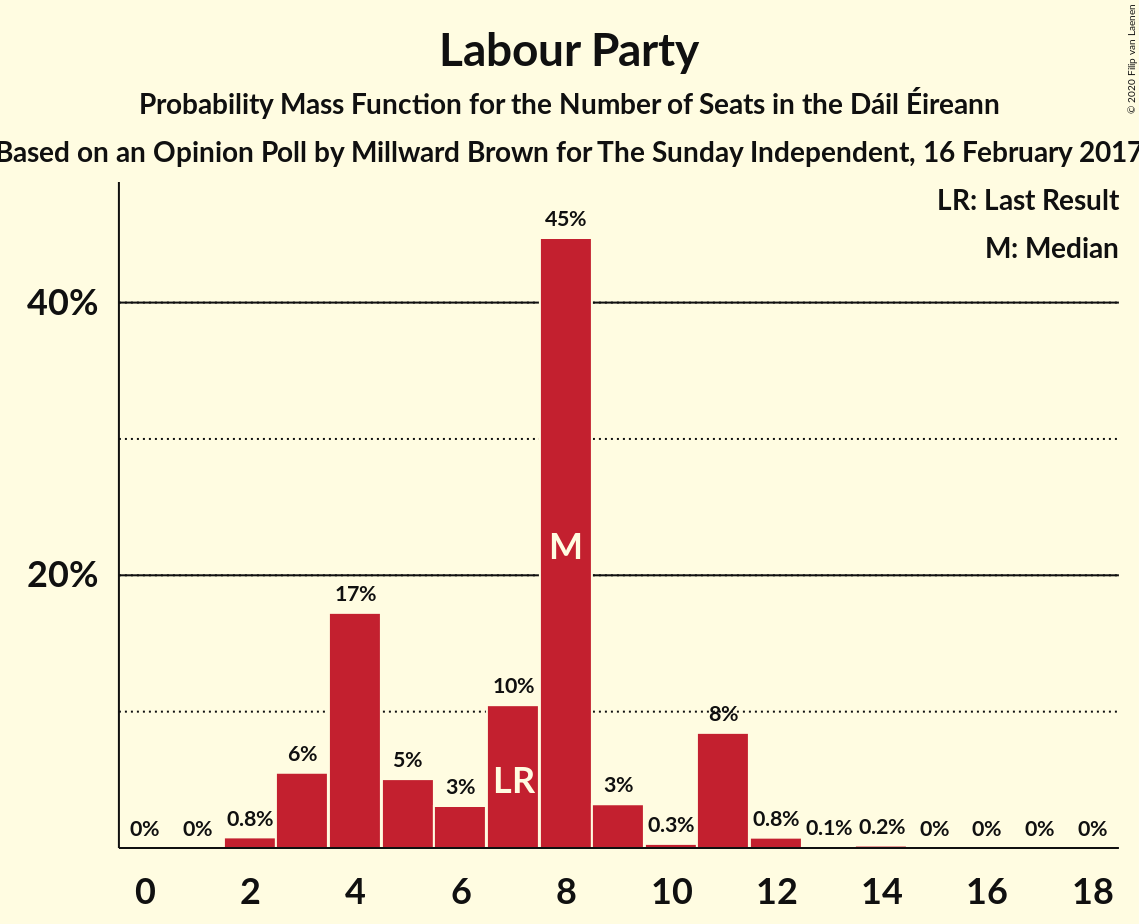 © 2020 Filip van Laenen
Labour Party
Probability Mass Function for the Number of Seats in the Dáil Éireann
Based on an Opinion Poll by Millward Brown for The Sunday Independent, 16 February 2017
LR: Last Result
M: Median
40%
20%
0% 0% 0.8% 6% 17% 5% 3% 10% 45% 3% 0.3% 8% 0.8% 0.1% 0.2% 0% 0% 0% 0%
LR M
0 2 4 6 8 10 12 14 16 18